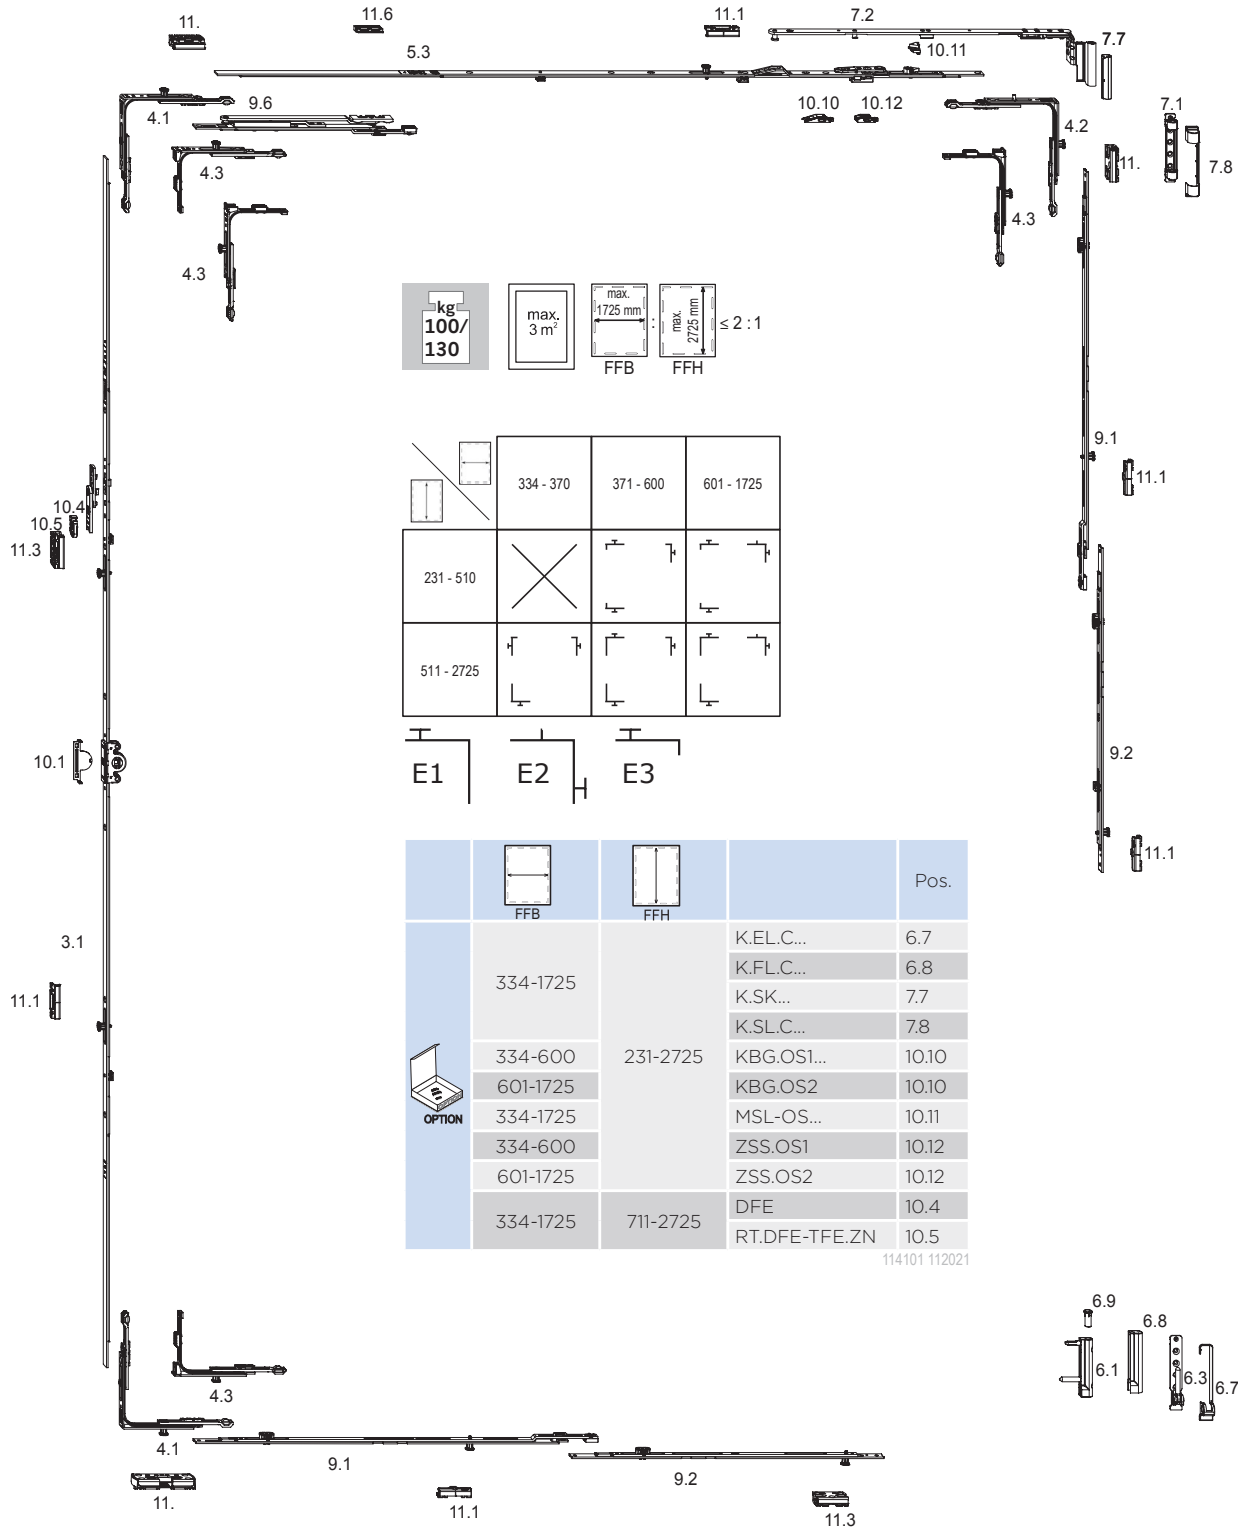 11.
11.6
11.1
7.2
5.3
10.11
7.7
4.1
9.6
10.10
10.12
7.1
4.2
11.
7.8
4.3
4.3
4.3
kg
100/
130
max.
3 m²
max.
1725 mm
FFB
:
max.
2725 mm
FFH
≤ 2 : 1
9.1
11.1
334 - 370
371 - 600
601 - 1725
10.4
10.5
11.3
231 - 510
511 - 2725
10.1
E1
E2
E3
9.2
11.1
FFB
FFH
Pos.
3.1
11.1
OPTION
334-1725
231-2725
K.EL.C...
6.7
K.FL.C...
6.8
K.SK...
7.7
K.SL.C...
7.8
334-600
KBG.OS1...
10.10
601-1725
KBG.OS2
10.10
334-1725
MSL-OS...
10.11
334-600
ZSS.OS1
10.12
601-1725
ZSS.OS2
10.12
334-1725
711-2725
DFE
10.4
RT.DFE-TFE.ZN
10.5
114101 112021
6.9
6.8
6.1
6.3
6.7
4.3
4.1
9.1
9.2
11.
11.1
11.3